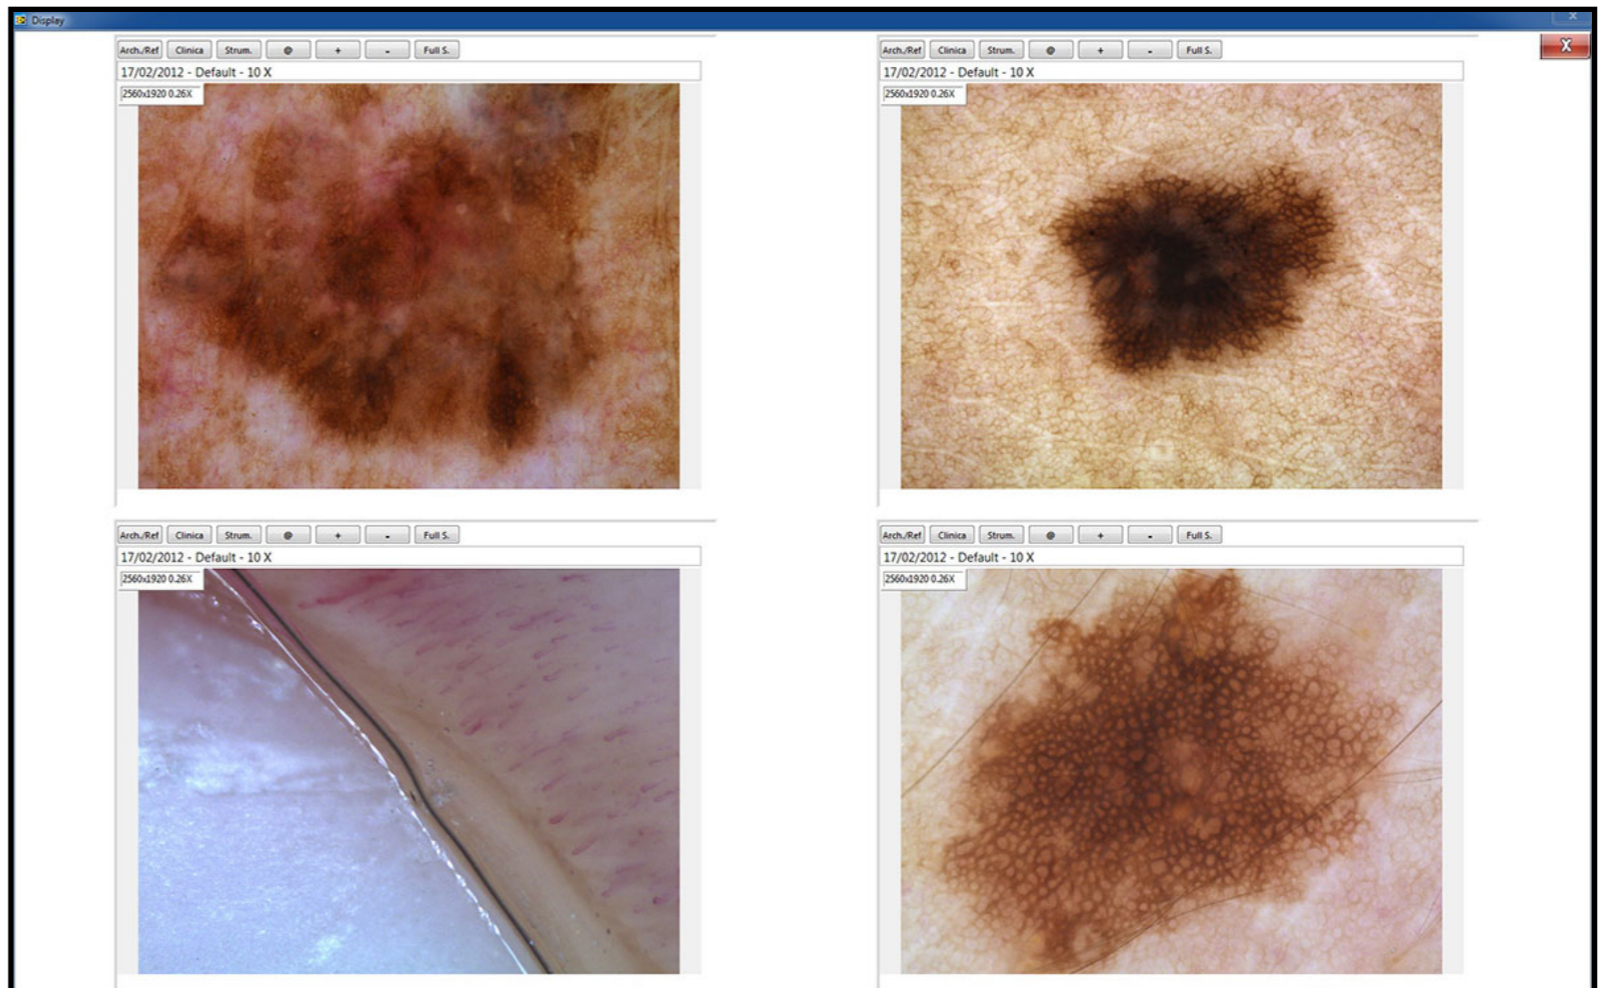 Display
Arch./Ref Clinica Strum. @ + - Full S.
17/02/2012 - Default - 10 X
2560x1920 0.26X
Arch./Ref Clinica Strum. @ + - Full S.
X
17/02/2012 - Default - 10 X
2560x1920 0.26X
Arch./Ref Clinica Strum. @ + - Full S.
17/02/2012 - Default - 10 X
2560x1920 0.26X
Arch./Ref Clinica Strum. @ + - Full S.
17/02/2012 - Default - 10 X
2560x1920 0.26X